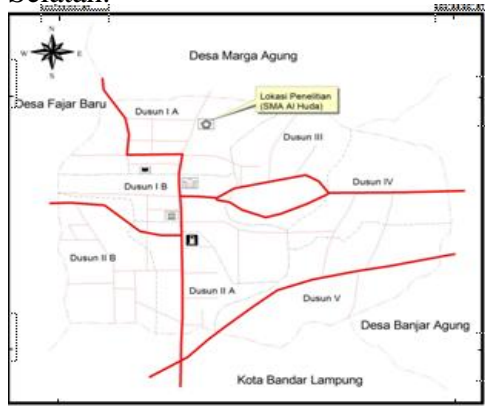 Selatan.
N
W
E
S
Desa Marga Agung
Desa Fajar Baru
Lokasi Penelitian
(SMA Al Huda)
Dusun I A
Dusun III
Dusun I B
Dusun IV
Dusun II B
Dusun II A
Dusun V
Desa Banjar Agung
Kota Bandar Lampung